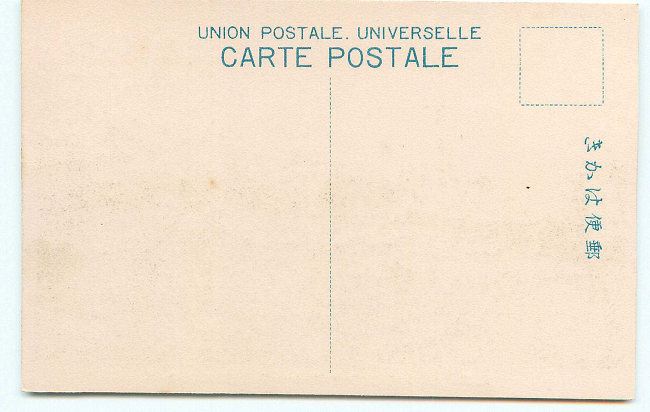 UNION POSTALE. UNIVERSELLE
CARTE POSTALE
きかは便郵